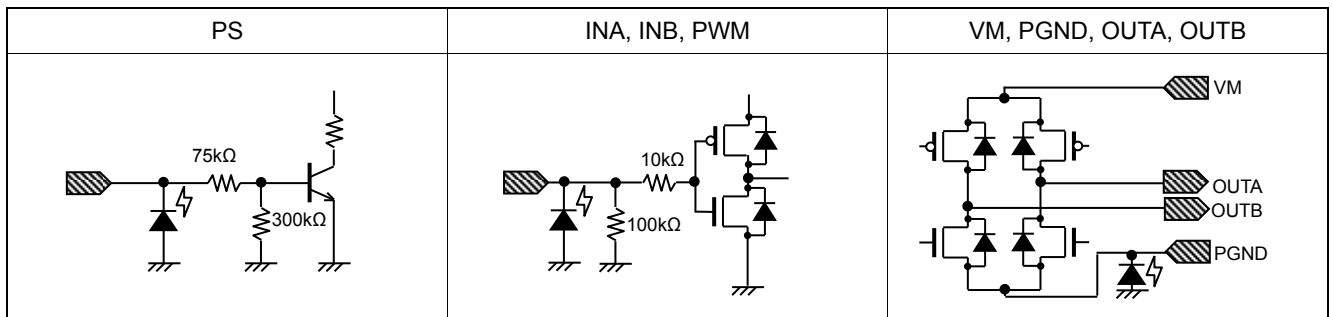 PS
INA, INB, PWM
VM, PGND, OUTA, OUTB
75kΩ
300kΩ
10kΩ
100kΩ
VM
OUTA
OUTB
PGND